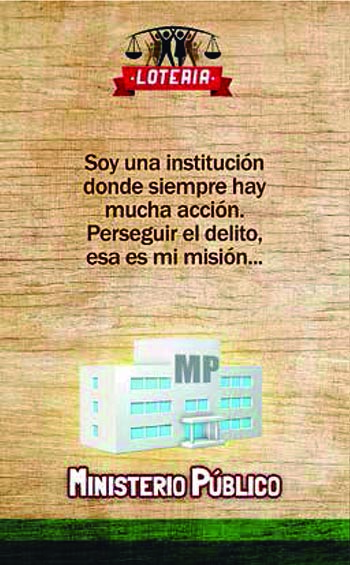 ·LOTERIA·
Soy una institución
donde siempre hay
mucha acción.
Perseguir el delito,
esa es mi misión...
MP
MINISTERIO PÚBLICO